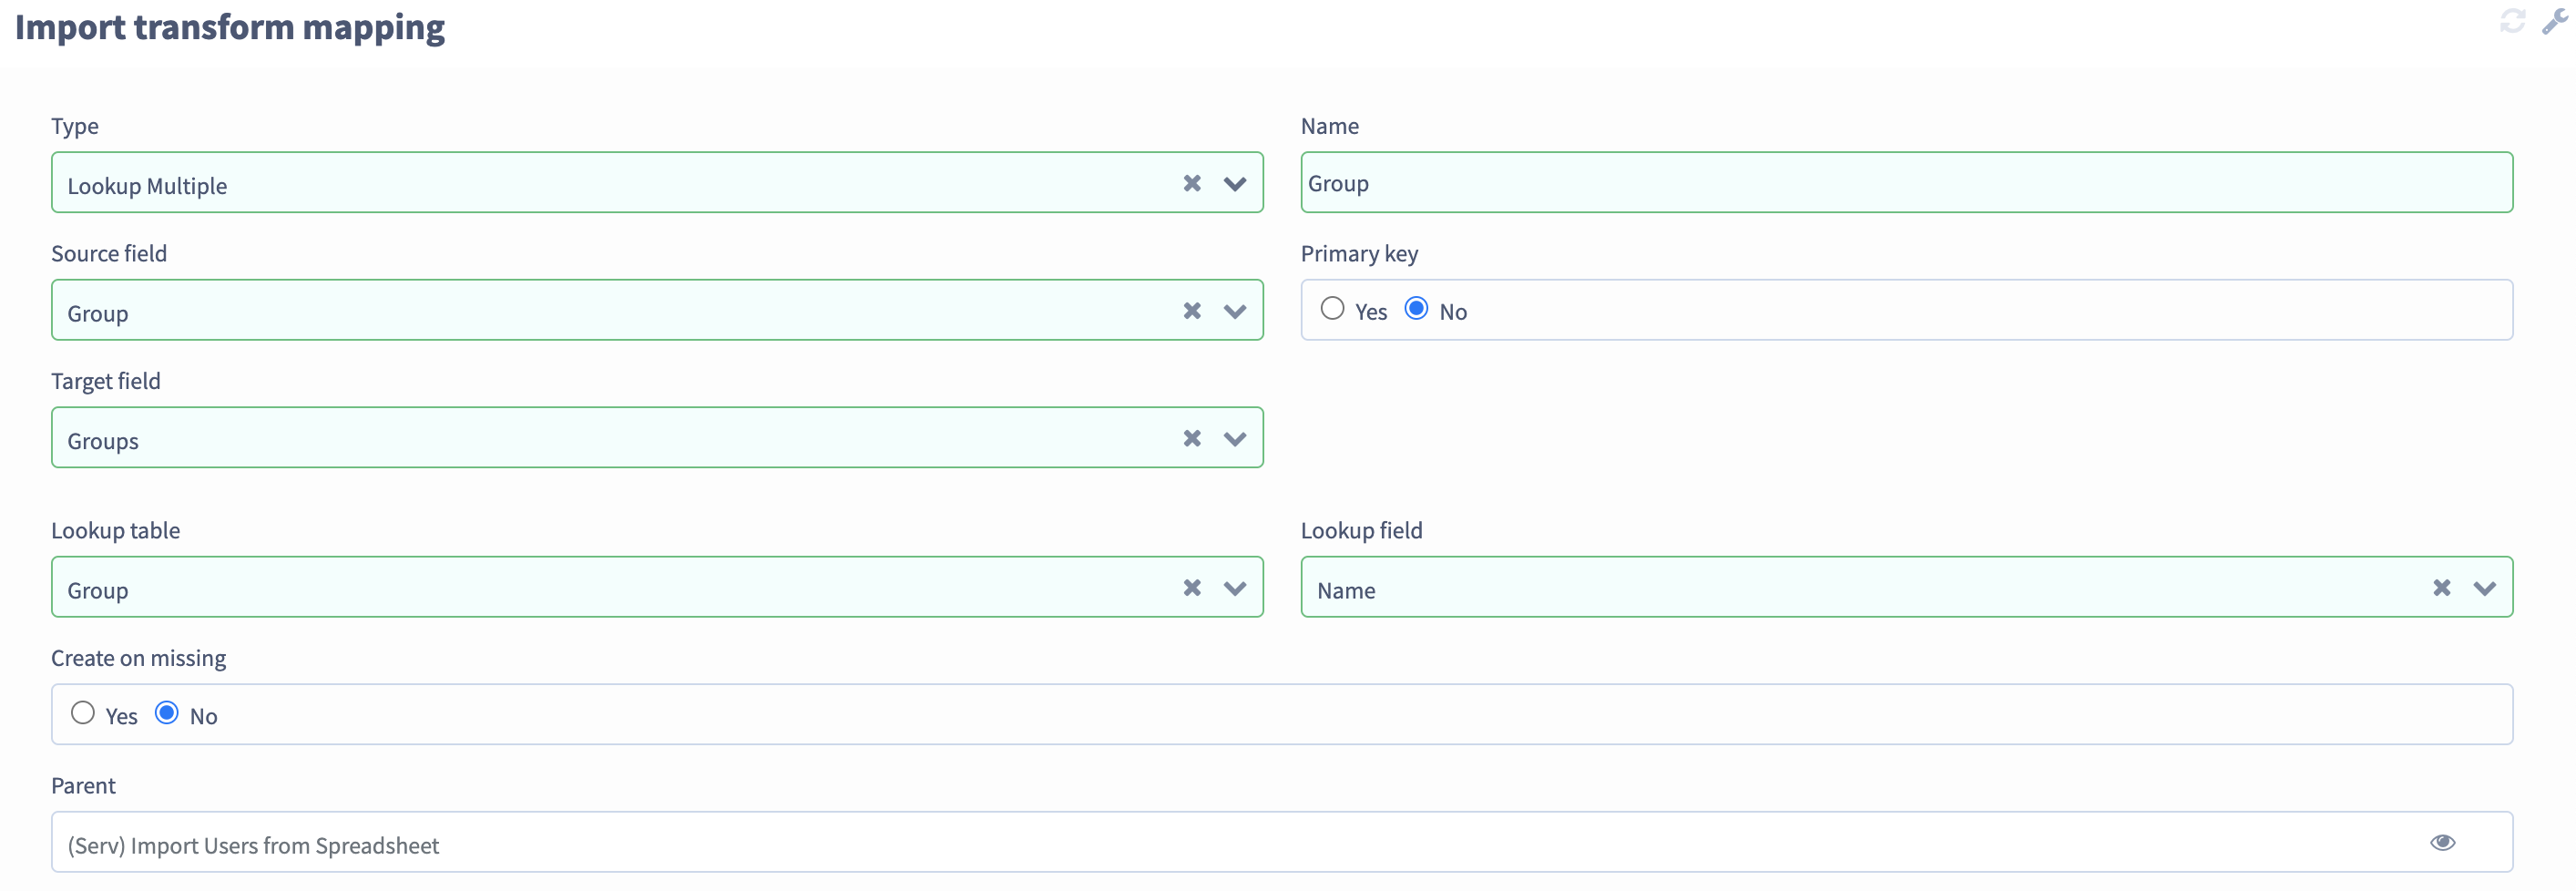 Import transform mapping
Type
Lookup Multiple
Name
Group
Source field
Group
Primary key
Yes No
Target field
Groups
Lookup table
Group
Lookup field
Name
Create on missing
Yes No
Parent
(Serv) Import Users from Spreadsheet